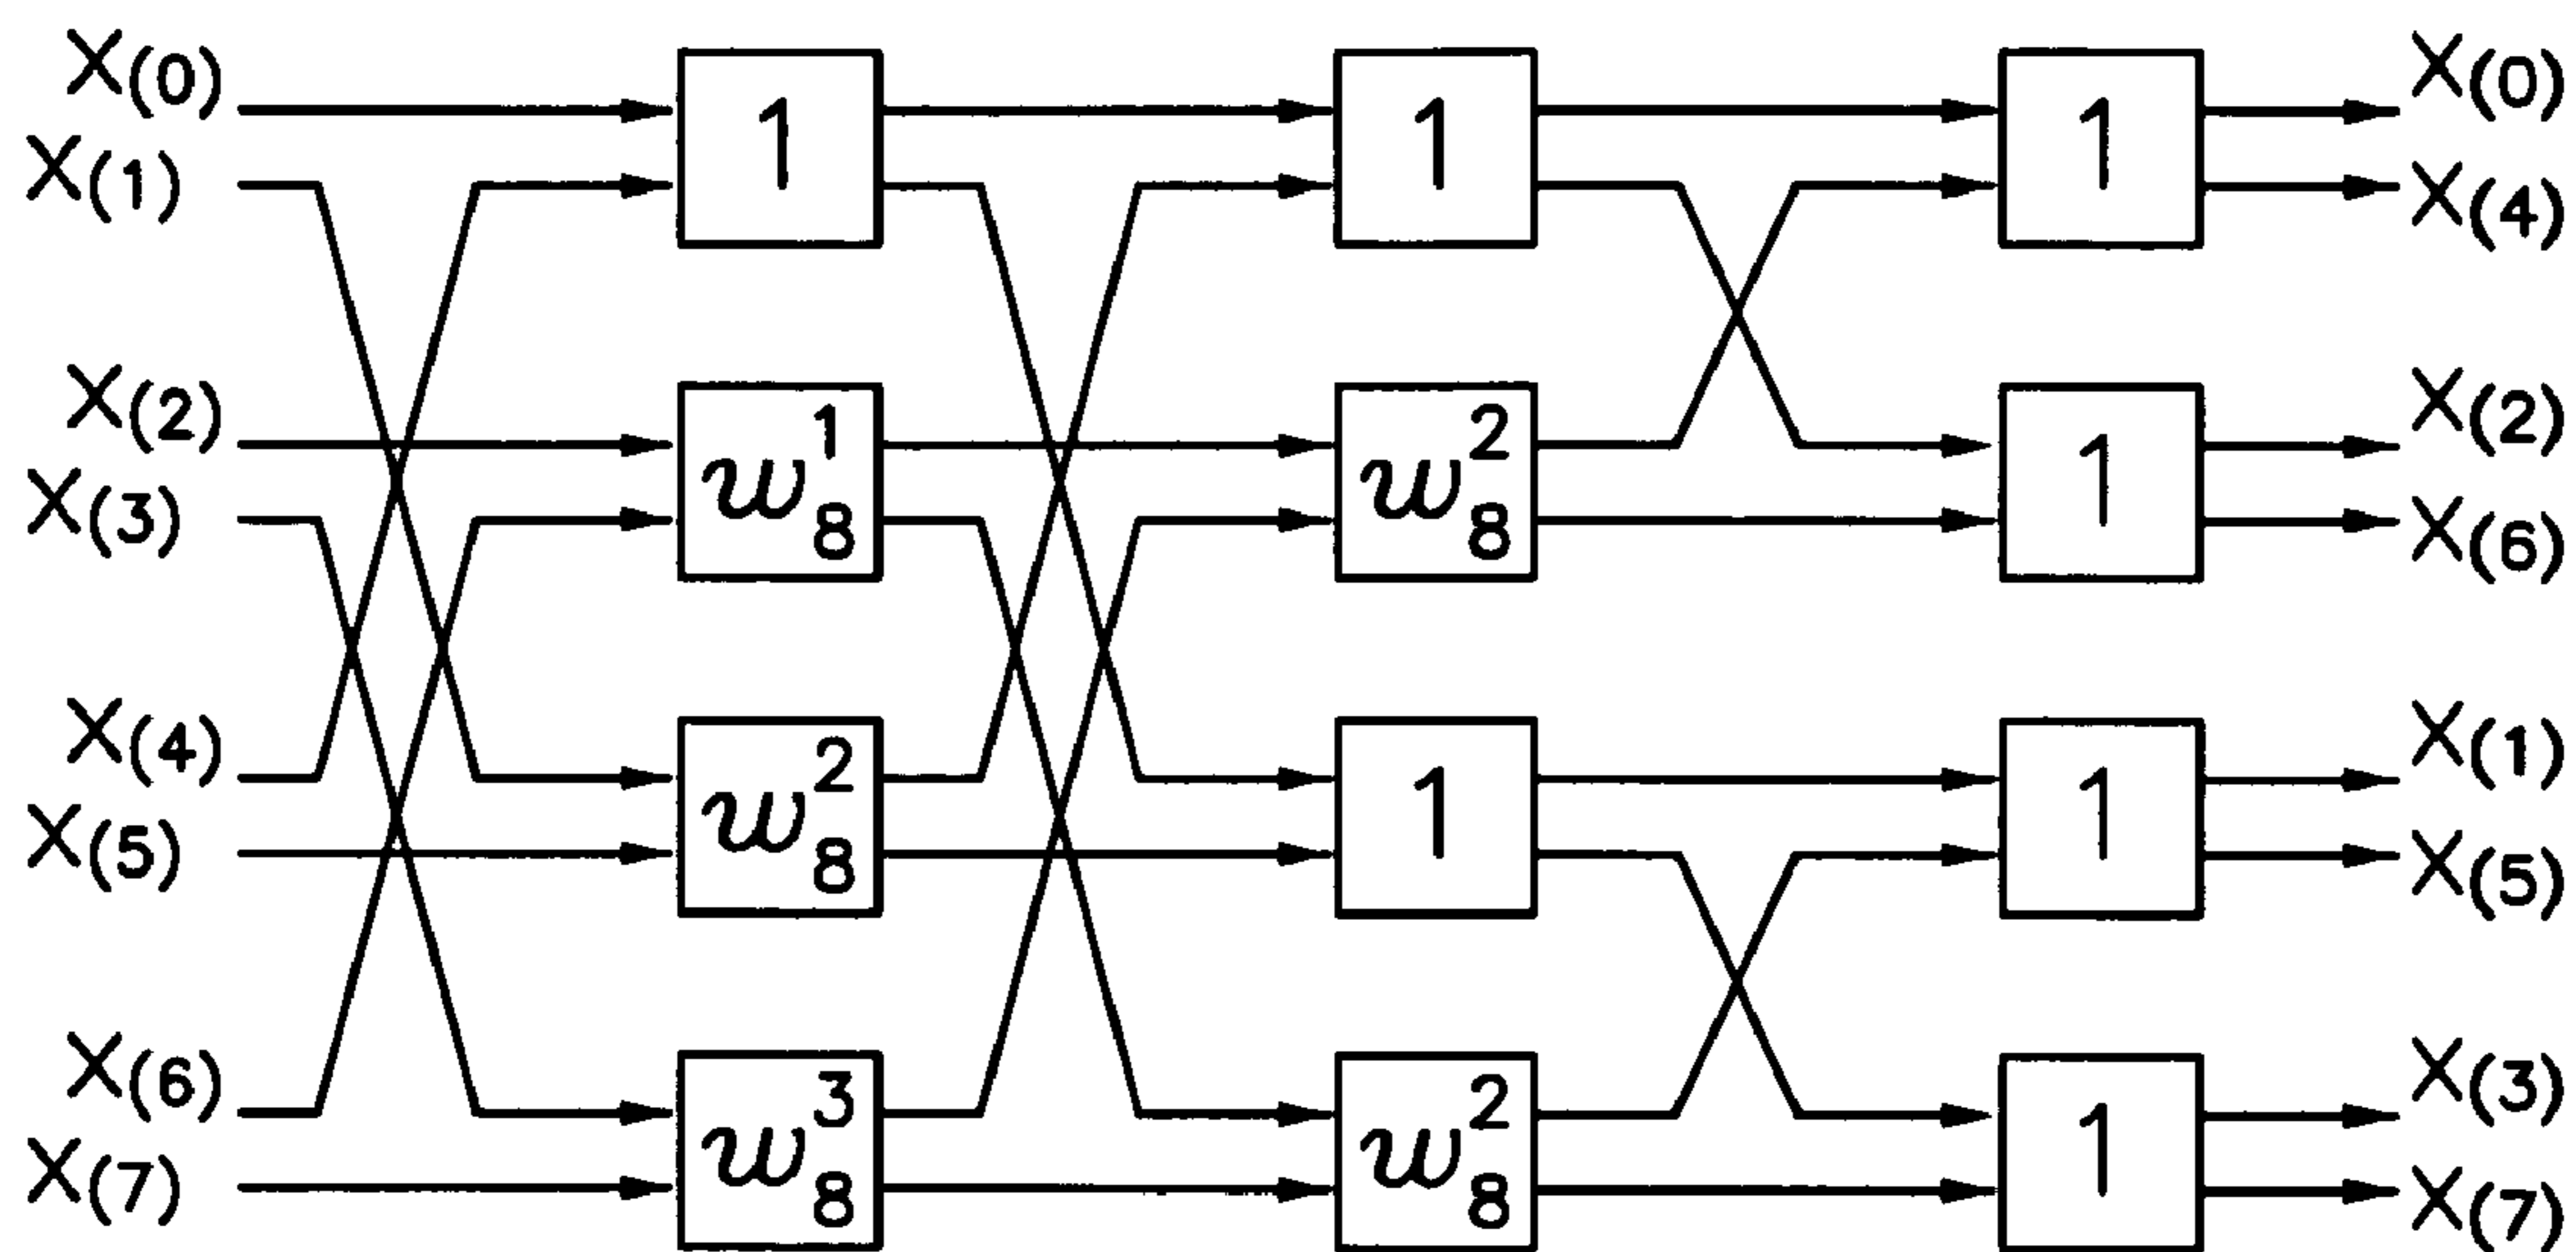 X(0) 1 1 1 X(0)
X(1) X(4)
X(2) w 1 8 w 2 8 1 X(2)
X(3) X(6)
X(4) w 2 8 1 1 X(1)
X(5) X(5)
X(6) w 3 8 w 2 8 1 X(3)
X(7) X(7)